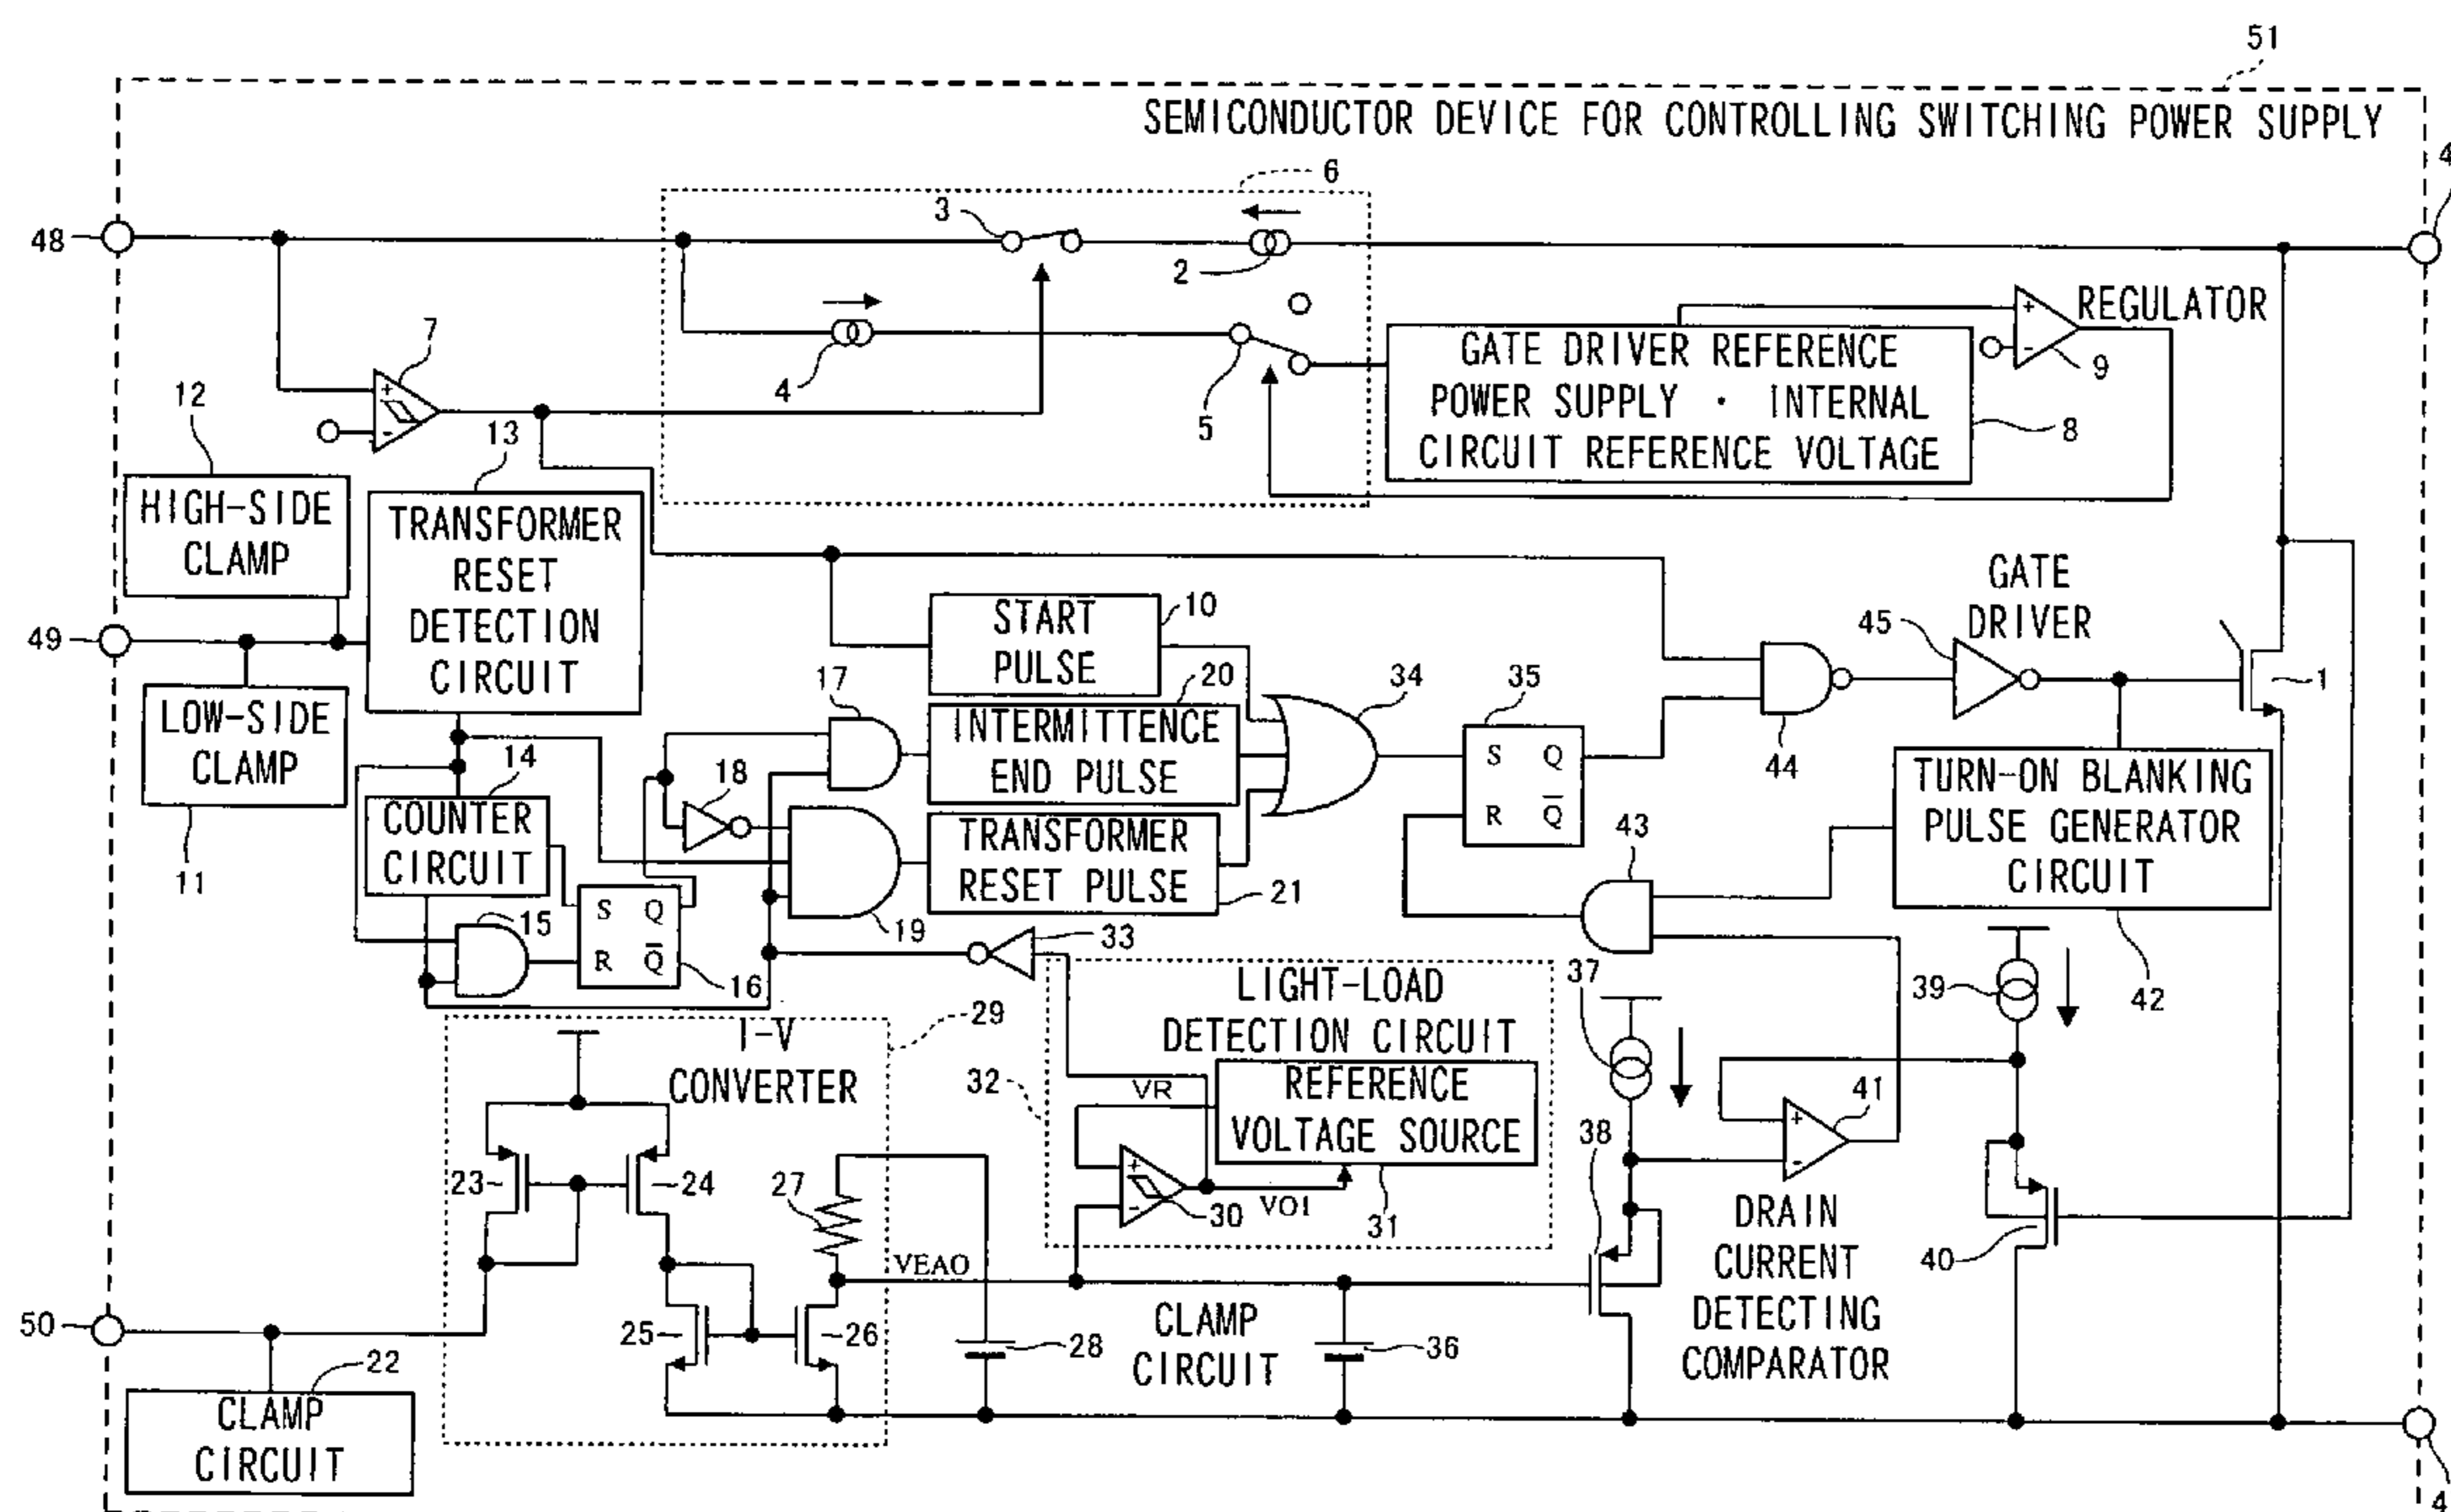 51
SEMICONDUCTOR DEVICE FOR CONTROLLING SWITCHING POWER SUPPLY
6
4
48
3
2
7
4
5
+
-
REGULATOR
9
GATE DRIVER REFERENCE
POWER SUPPLY · INTERNAL
CIRCUIT REFERENCE VOLTAGE
8
+
-
12
13
HIGH-SIDE
CLAMP
TRANSFORMER
RESET
DETECTION
CIRCUIT
49
LOW-SIDE
CLAMP
11
START
PULSE
10
GATE
DRIVER
45
1
17
20
34
35
44
INTERMITTENCE
END PULSE
S Q
R Q̅
14
18
COUNTER
CIRCUIT
TRANSFORMER
RESET PULSE
21
43
TURN-ON BLANKING
PULSE GENERATOR
CIRCUIT
42
15
S Q
R Q̅
16
19
33
29
I-V
CONVERTER
32
LIGHT-LOAD
DETECTION CIRCUIT
37
39
VR
REFERENCE
VOLTAGE SOURCE
41
+
-
38
23
24
27
+
-
30
VO1
31
DRAIN
CURRENT
DETECTING
COMPARATOR
40
VEAO
50
25
26
28
CLAMP
CIRCUIT
36
22
CLAMP
CIRCUIT
4